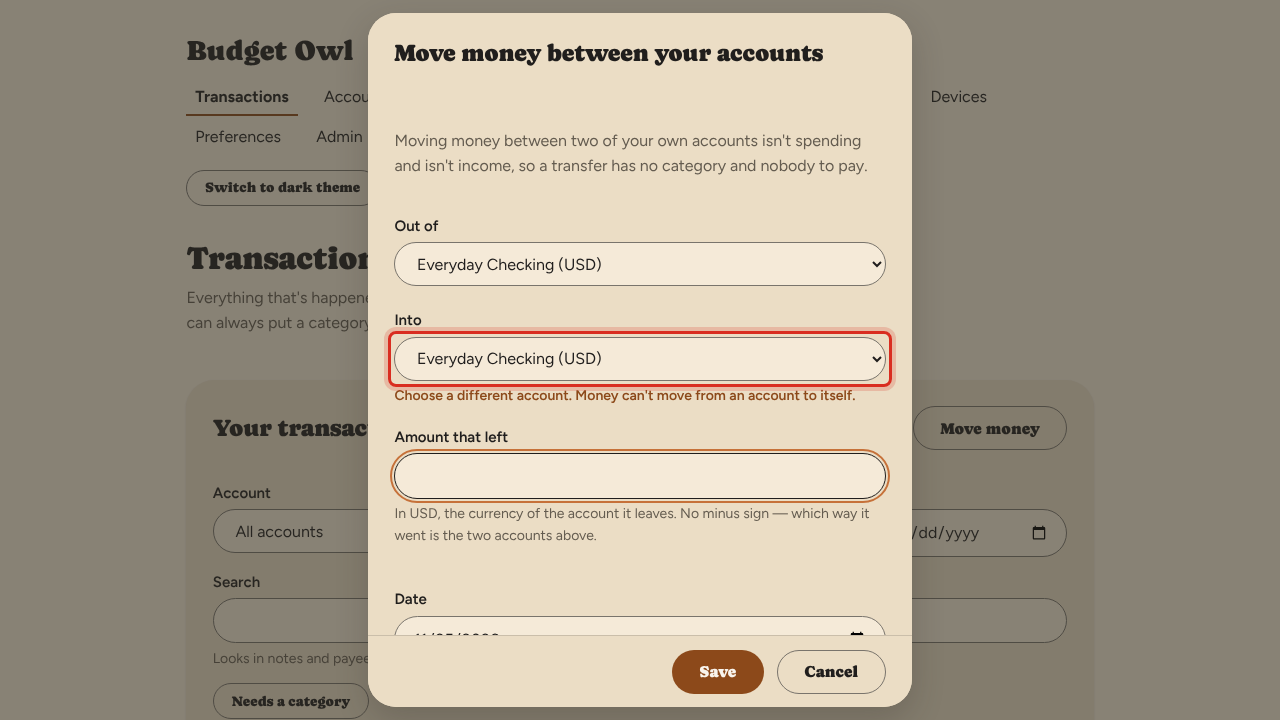 Budget Owl
Transactions
Devices
Preferences
Admin
Switch to dark theme
Everything that's
can always put a category
Your
Move money
Account
All accounts
/dd/yyyy
Search
Looks in notes and
Needs a category
Move money between your accounts
Moving money between two of your own accounts isn't spending
and isn't income, so a transfer has no category and nobody to pay.
Out of
Everyday Checking (USD)
Into
Everyday Checking (USD)
Choose a different account. Money can't move from an account to itself.
Amount that left
In USD, the currency of the account it leaves. No minus sign — which way it
went is the two accounts above.
Date
Save
Cancel